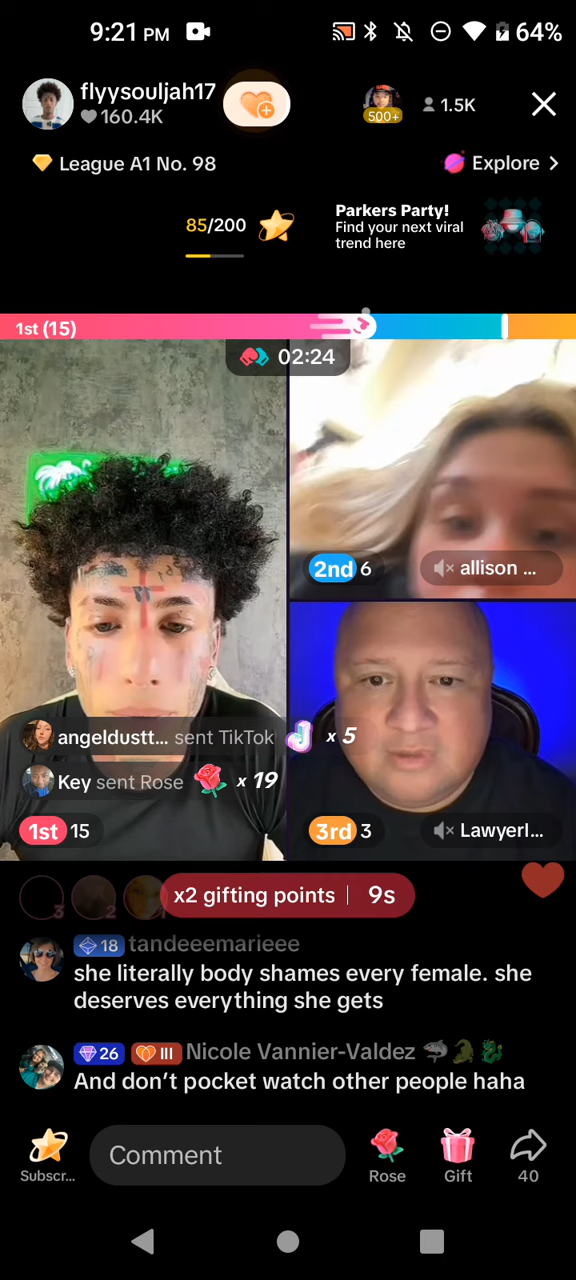 9:21 PM
64%
flyysouljah17
160.4K
500+
1.5K
League A1 No. 98
Explore >
85/200
Parkers Party!
Find your next viral
trend here
1st (15)
02:24
2nd 6
allison ...
angeldustt... sent TikTok x 5
Key sent Rose x 19
1st 15
3rd 3
Lawyerl...
3
2
1
x2 gifting points | 9s
18 tandeeemarieee
she literally body shames every female. she
deserves everything she gets
26 III Nicole Vannier-Valdez 🦈🐊🐉
And don't pocket watch other people haha
Subscr...
Comment
Rose
Gift
40